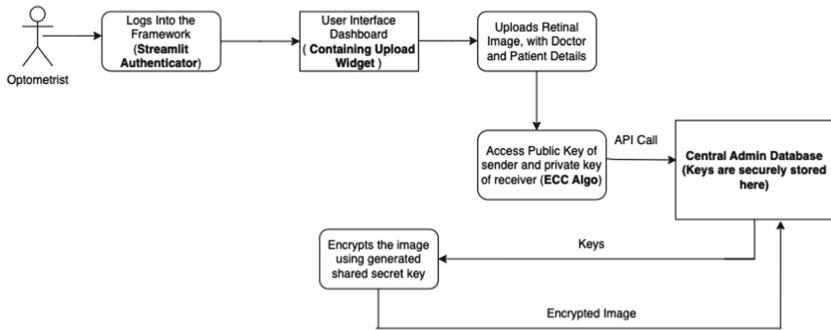 Optometrist
Logs Into the
Framework
(Streamlit
Authenticator)
User Interface
Dashboard
( Containing Upload
Widget )
Uploads Retinal
Image, with Doctor
and Patient Details
Access Public Key of
sender and private key
of receiver (ECC Algo)
API Call
Central Admin Database
(Keys are securely stored
here)
Keys
Encrypts the image
using generated
shared secret key
Encrypted Image